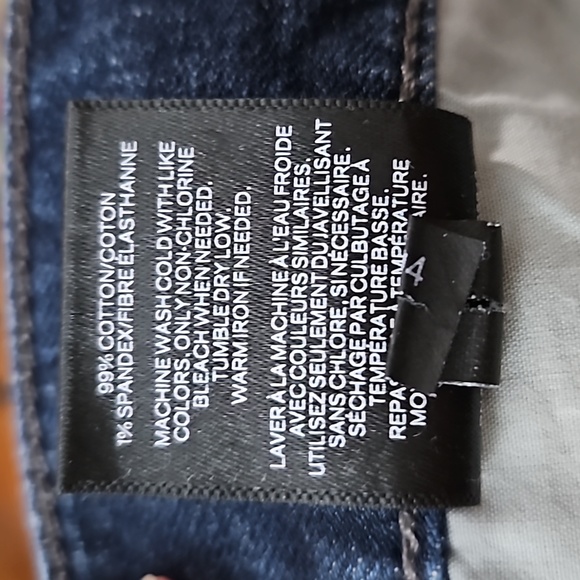 99% COTTON/COTON
1% SPANDEX/FIBRE ÉLASTHANNE
MACHINE WASH COLD WITH LIKE
COLORS, ONLY NON-CHLORINE
BLEACH WHEN NEEDED.
TUMBLE DRY LOW.
WARM IRON IF NEEDED.
LAVER À LA MACHINE À L'EAU FROIDE
AVEC COULEURS SIMILAIRES.
UTILISEZ SEULEMENT DU JAVELLISANT
SANS CHLORE, SI NÉCESSAIRE.
SÉCHAGE PAR CULBUTAGE À
TEMPÉRATURE BASSE.
TEMPÉRATURE
4